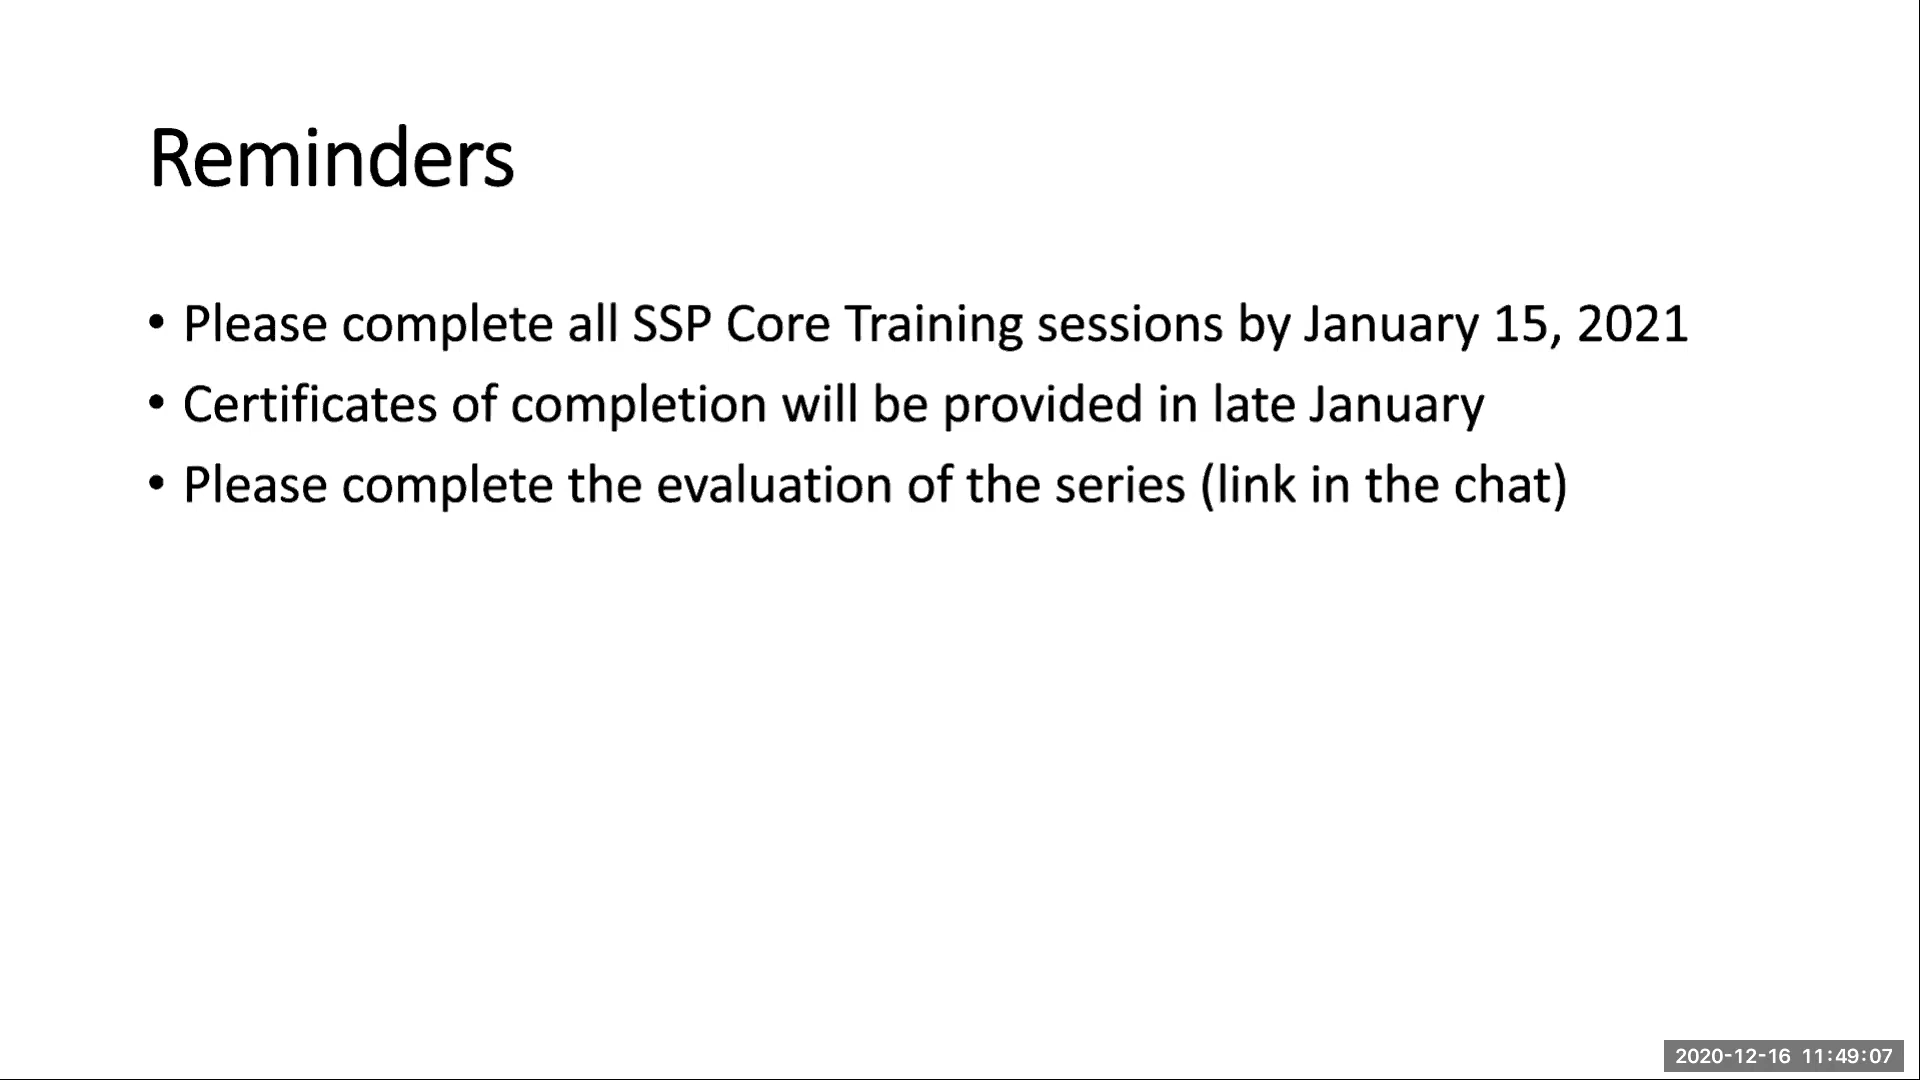 Reminders
• Please complete all SSP Core Training sessions by January 15, 2021
• Certificates of completion will be provided in late January
• Please complete the evaluation of the series (link in the chat)
2020-12-16 11:49:07